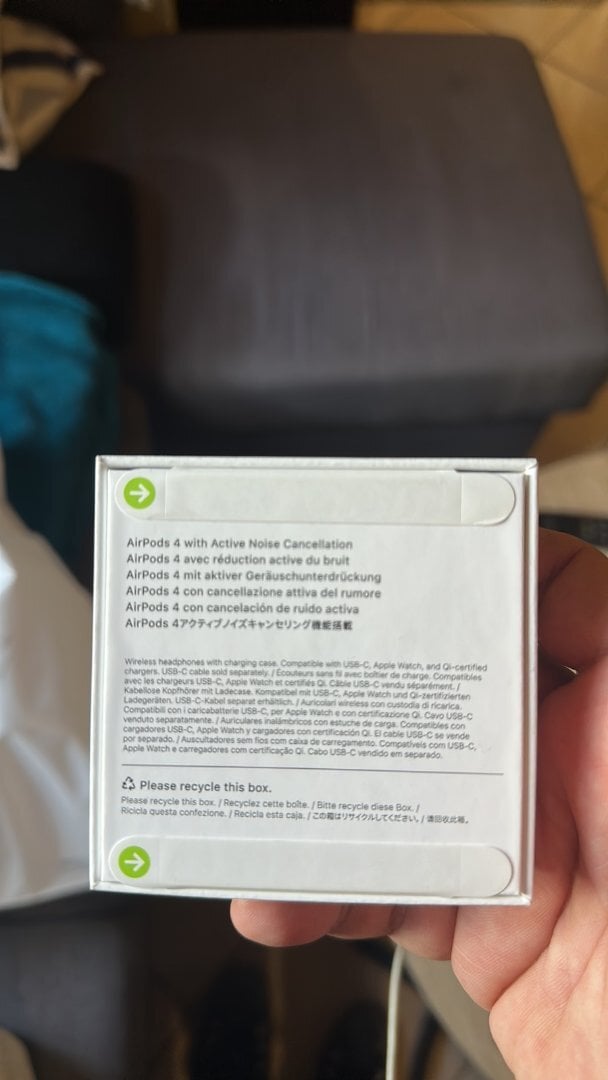 AirPods 4 with Active Noise Cancellation
AirPods 4 avec réduction active du bruit
AirPods 4 mit aktiver Geräuschunterdrückung
AirPods 4 con cancellazione attiva del rumore
AirPods 4 con cancelación de ruido activa
AirPods 4アクティブノイズキャンセリング機能搭載
Wireless headphones with charging case. Compatible with USB-C, Apple Watch, and Qi-certified
chargers. USB-C cable sold separately. / Écouteurs sans fil avec boîtier de charge. Compatibles
avec les chargeurs USB-C, Apple Watch et certifiés Qi. Câble USB-C vendu séparément. /
Kabellose Kopfhörer mit Ladecase. Kompatibel mit USB-C, Apple Watch und Qi-zertifizierten
Ladegeräten. USB-C-Kabel separat erhältlich. / Auricolari wireless con custodia di ricarica.
Compatibili con i caricabatterie USB-C, per Apple Watch e con certificazione Qi. Cavo USB-C
venduto separatamente. / Auriculares inalámbricos con estuche de carga. Compatibles con
cargadores USB-C, Apple Watch y cargadores con certificación Qi. El cable USB-C se vende
por separado. / Auscultadores sem fios com caixa de carregamento. Compatíveis com USB-C,
Apple Watch e carregadores com certificação Qi. Cabo USB-C vendido em separado.
Please recycle this box.
Please recycle this box. / Recyclez cette boîte. / Bitte recycle diese Box. /
Ricicla questa confezione. / Recicla esta caja. / この箱はリサイクルしてください。/ 请回收此箱。